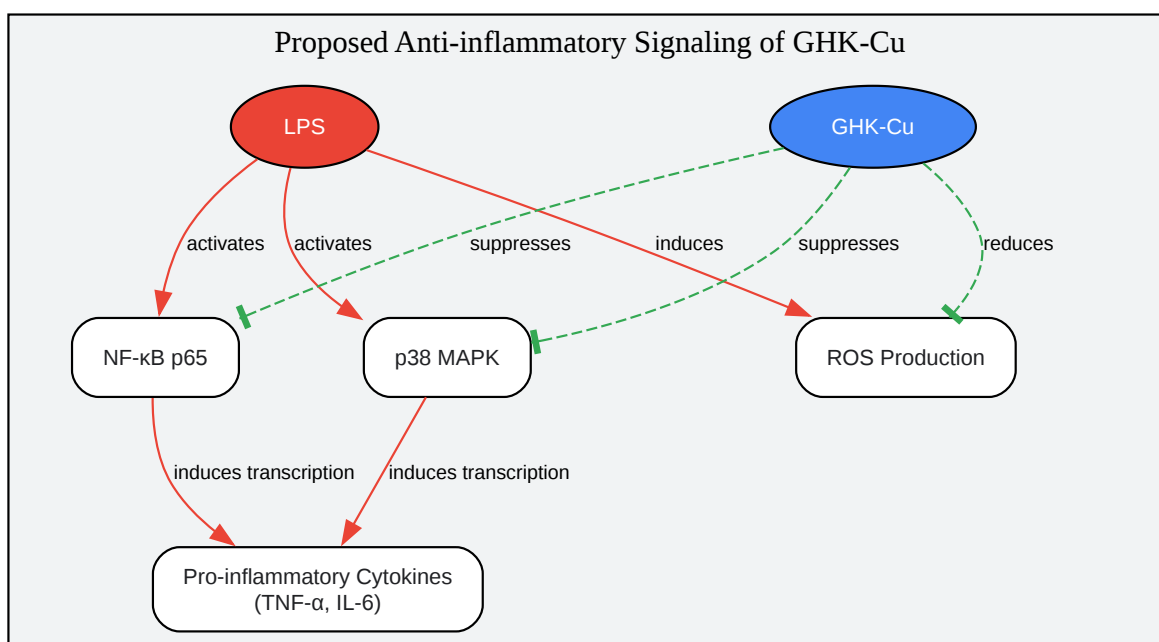 Proposed Anti-inflammatory Signaling of GHK-Cu
LPS
GHK-Cu
activates
activates
suppresses
induces
suppresses
reduces
NF-κB p65
p38 MAPK
ROS Production
induces transcription
induces transcription
Pro-inflammatory Cytokines
(TNF-α, IL-6)